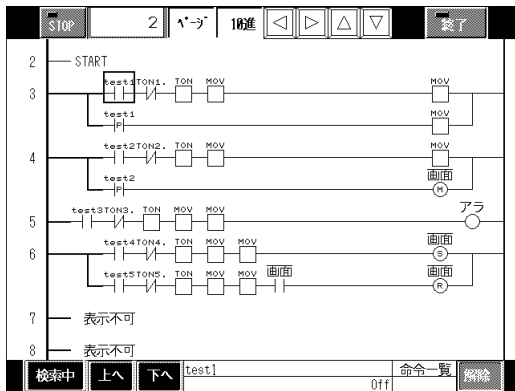 STOP 2 ページ 10進 終了
2 START
3 test1 TON1. TON MOV MOV
test1 P MOV
4 test2 TON2. TON MOV MOV
test2 P 画面 M
5 test3 TON3. TON MOV MOV アラ
6 test4 TON4. TON MOV MOV 画面 S
test5 TON5. TON MOV MOV 画面 画面 R
7 表示不可
8 表示不可
検索中 上へ 下へ test1 Off 命令一覧 解除